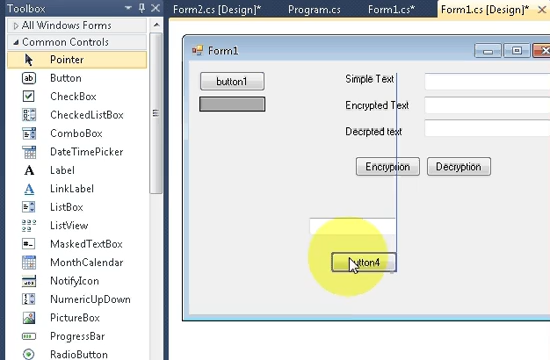 Toolbox
Form2.cs [Design]*
Program.cs
Form1.cs*
Form1.cs [Design]*
All Windows Forms
Common Controls
Pointer
Button
CheckBox
CheckedListBox
ComboBox
DateTimePicker
Label
LinkLabel
ListBox
ListView
MaskedTextBox
MonthCalendar
NotifyIcon
NumericUpDown
PictureBox
ProgressBar
RadioButton
Form1
button1
Simple Text
Encrypted Text
Decrpted text
Encryption
Decryption
button4